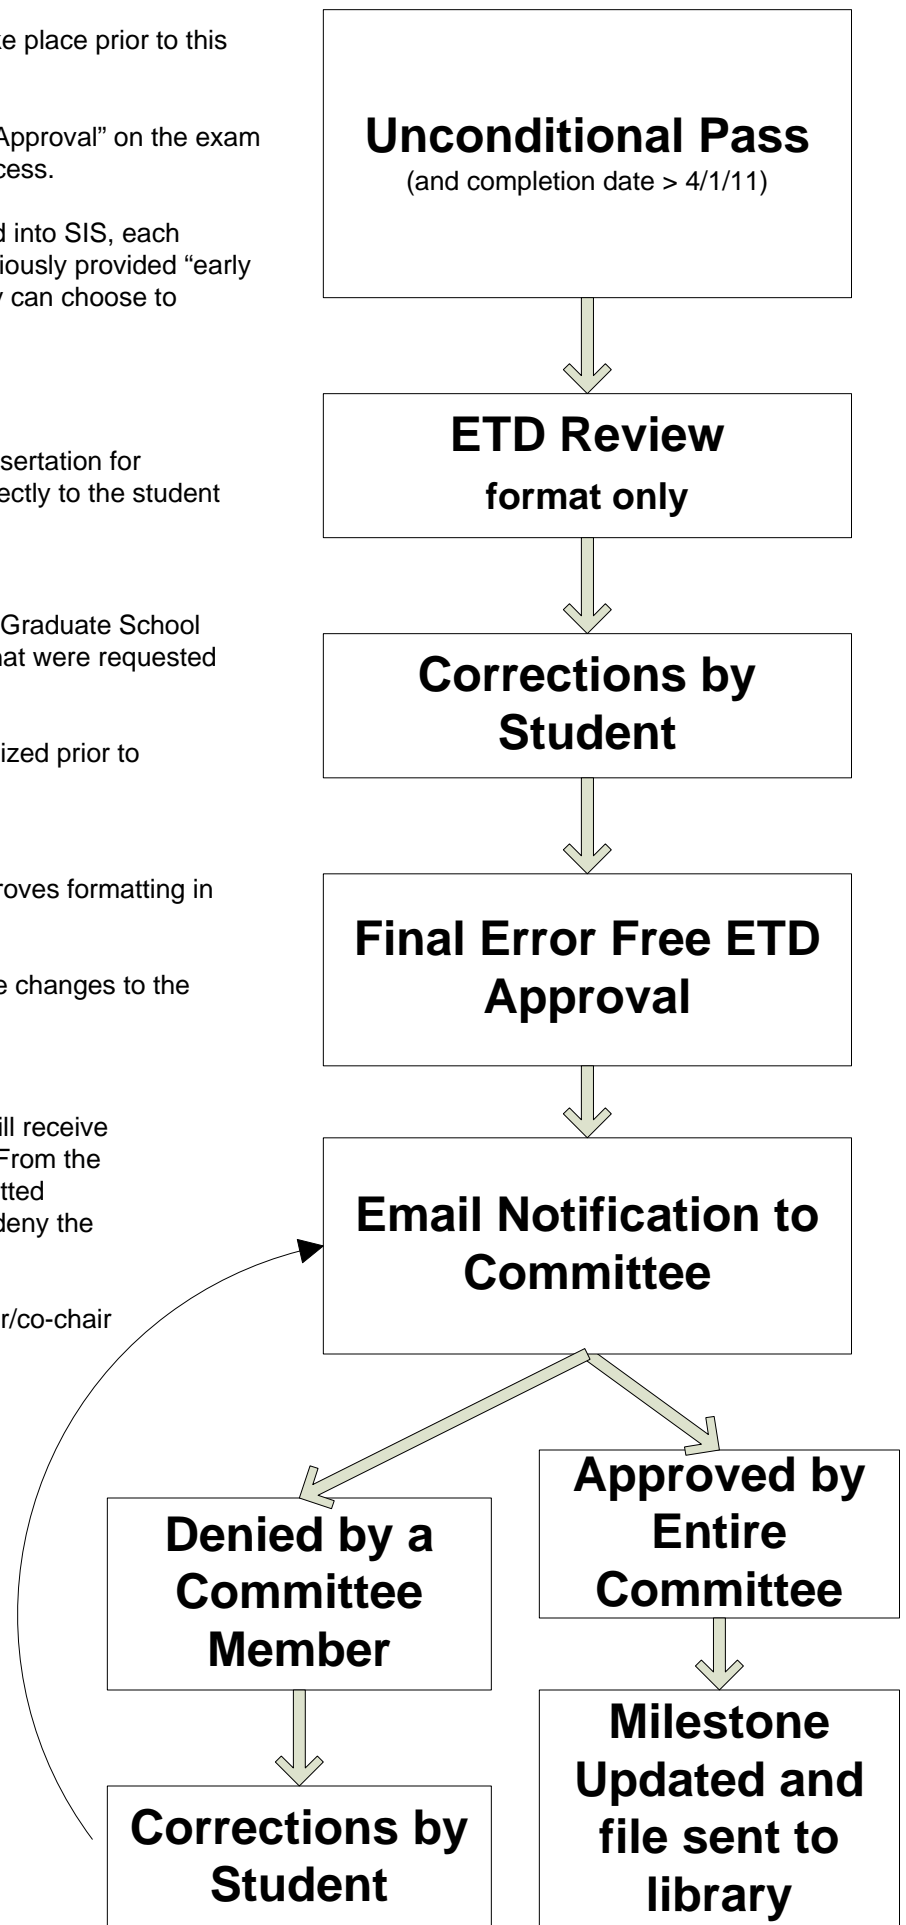 ke place prior to this
Approval” on the exam
cess.
d into SIS, each
iously provided “early
y can choose to
Unconditional Pass
(and completion date > 4/1/11)
sertation for
ectly to the student
ETD Review
format only
Graduate School
hat were requested
ized prior to
Corrections by
Student
roves formatting in
e changes to the
Final Error Free ETD
Approval
ill receive
From the
tted
deny the
r/co-chair
Email Notification to
Committee
Denied by a
Committee
Member
Approved by
Entire
Committee
Corrections by
Student
Milestone
Updated and
file sent to
library